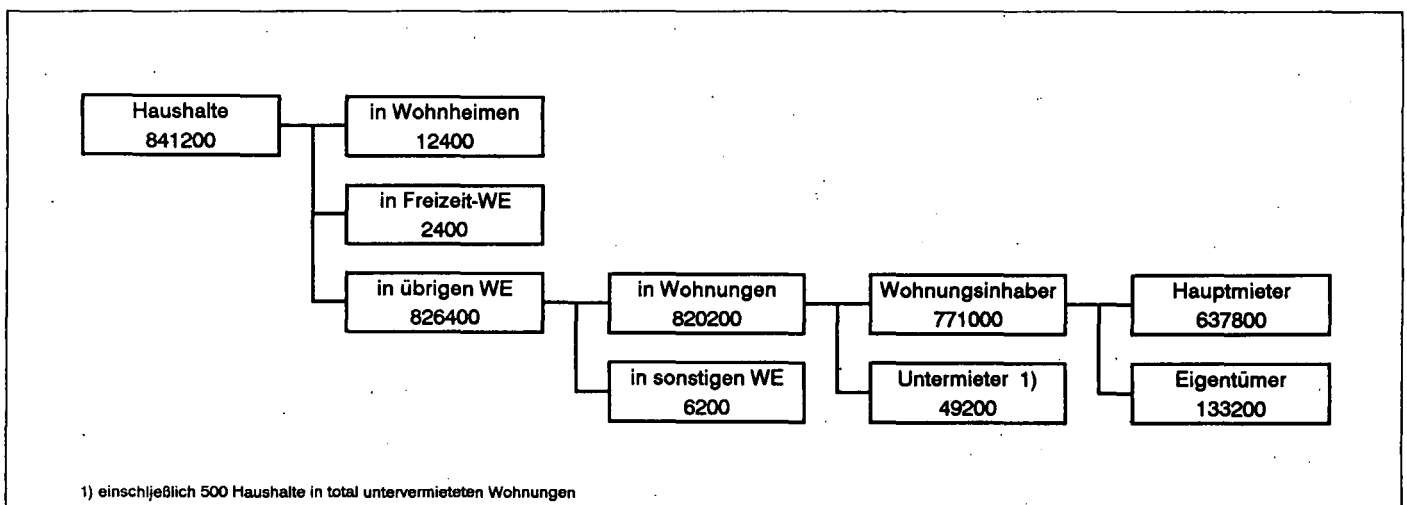 Haushalte
841200
in Wohnheimen
12400
in Freizeit-WE
2400
in übrigen WE
826400
in Wohnungen
820200
in sonstigen WE
6200
Wohnungsinhaber
771000
Untermieter 1)
49200
Hauptmieter
637800
Eigentümer
133200
1) einschließlich 500 Haushalte in total untervermieteten Wohnungen